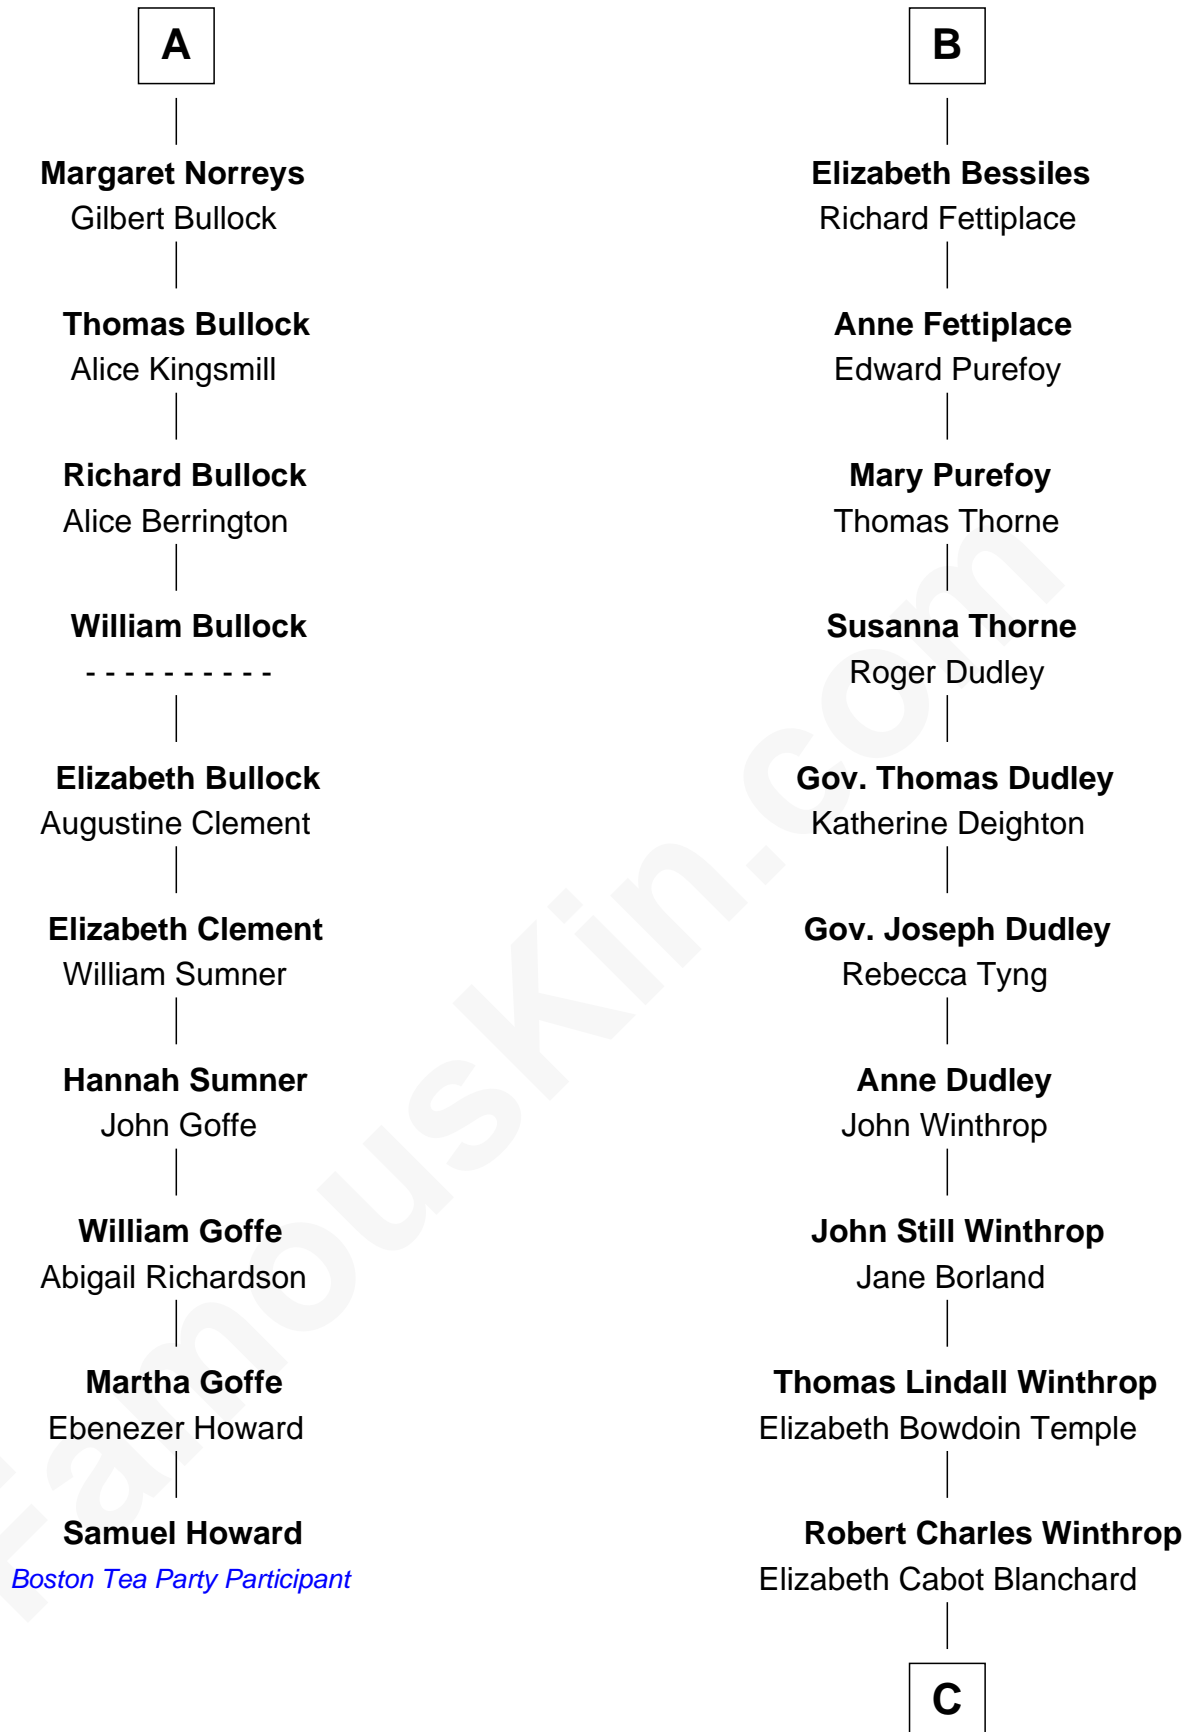 A
Margaret Norreys
Gilbert Bullock
Thomas Bullock
Alice Kingsmill
Richard Bullock
Alice Berrington
William Bullock
- - - - - - - - - -
Elizabeth Bullock
Augustine Clement
Elizabeth Clement
William Sumner
Hannah Sumner
John Goffe
William Goffe
Abigail Richardson
Martha Goffe
Ebenezer Howard
Samuel Howard
Boston Tea Party Participant
B
Elizabeth Bessiles
Richard Fettiplace
Anne Fettiplace
Edward Purefoy
Mary Purefoy
Thomas Thorne
Susanna Thorne
Roger Dudley
Gov. Thomas Dudley
Katherine Deighton
Gov. Joseph Dudley
Rebecca Tyng
Anne Dudley
John Winthrop
John Still Winthrop
Jane Borland
Thomas Lindall Winthrop
Elizabeth Bowdoin Temple
Robert Charles Winthrop
Elizabeth Cabot Blanchard
C
FamousKin.com